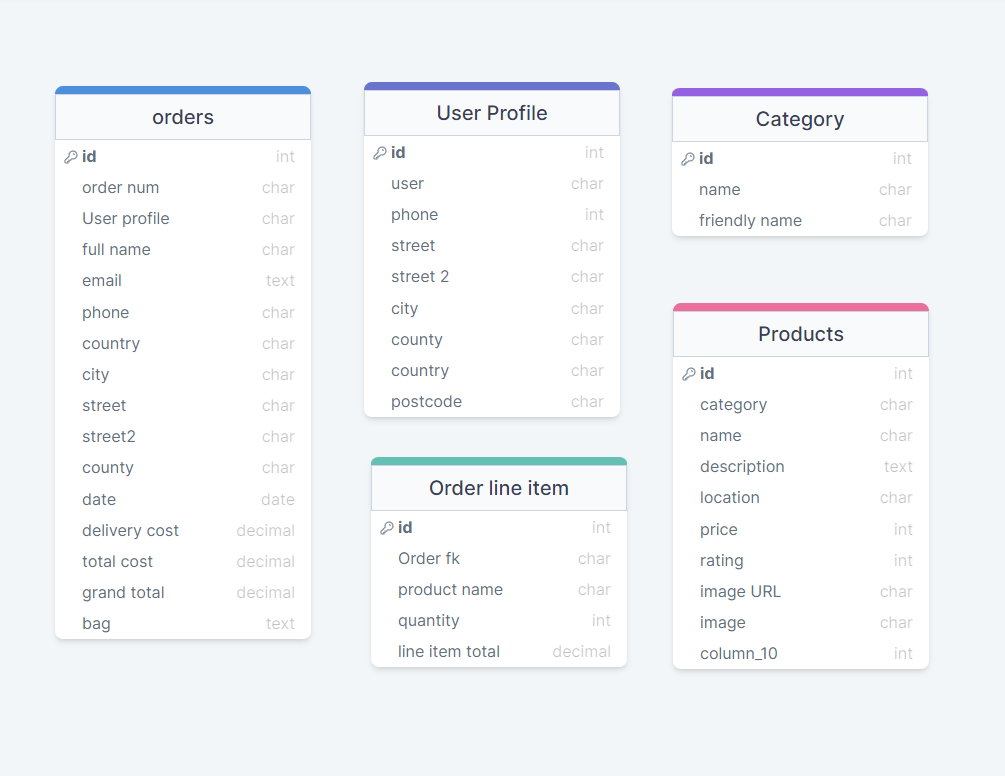 orders
id int
order num char
User profile char
full name char
email text
phone char
country char
city char
street char
street2 char
county char
date date
delivery cost decimal
total cost decimal
grand total decimal
bag text
User Profile
id int
user char
phone int
street char
street 2 char
city char
county char
country char
postcode char
Order line item
id int
Order fk char
product name char
quantity int
line item total decimal
Category
id int
name char
friendly name char
Products
id int
category char
name char
description text
location char
price int
rating int
image URL char
image char
column_10 int